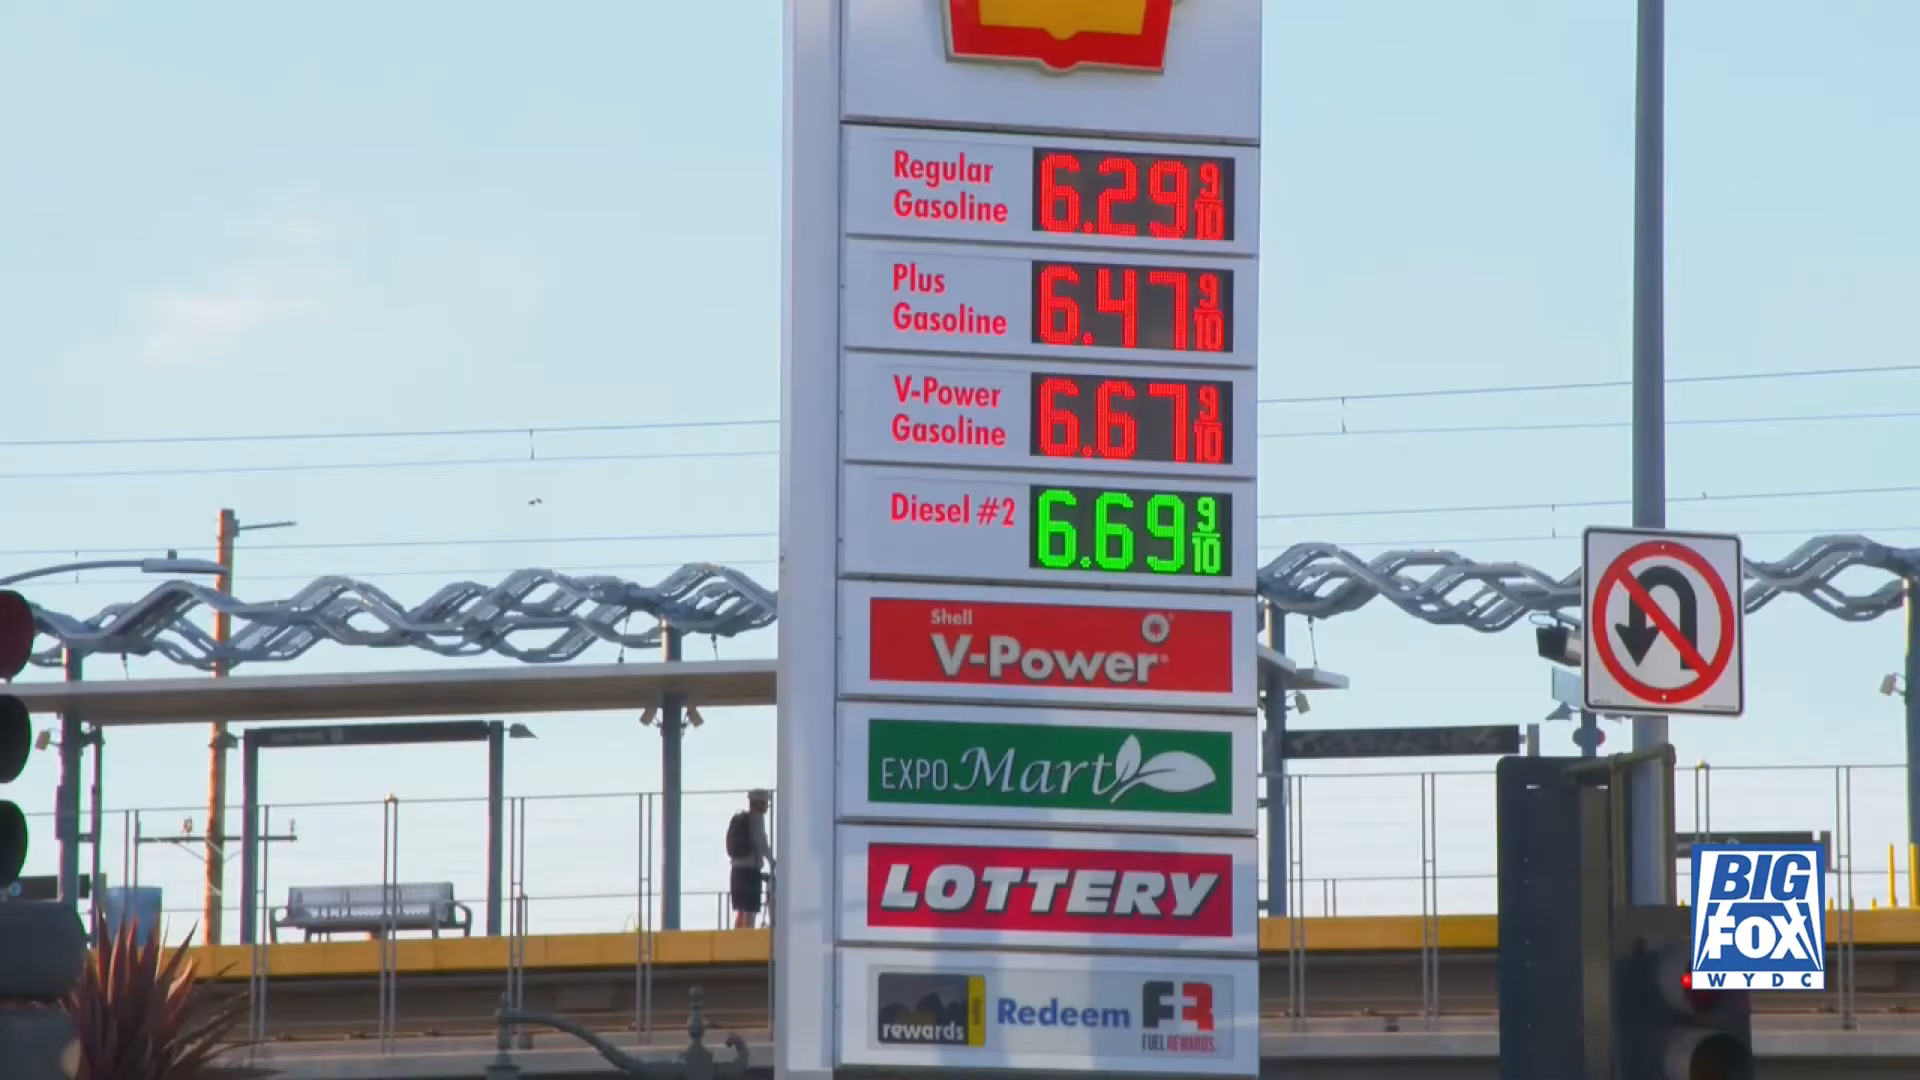 Regular
Gasoline
6.29 9/10
Plus
Gasoline
6.47 9/10
V-Power
Gasoline
6.67 9/10
Diesel #2
6.69 9/10
Shell
V-Power
EXPO Mart
LOTTERY
rewards
Redeem
FR
FUEL REWARDS
BIG
FOX
WYDC